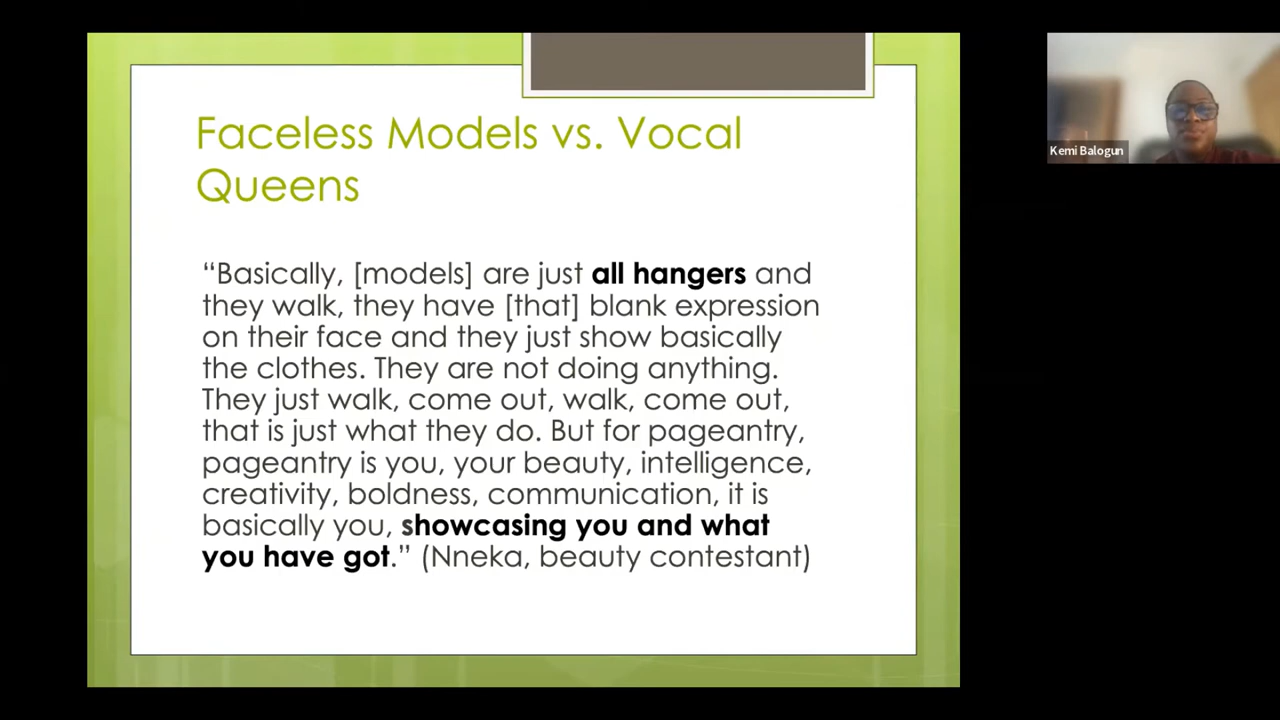 Faceless Models vs. Vocal
Queens
“Basically, [models] are just all hangers and
they walk, they have [that] blank expression
on their face and they just show basically
the clothes. They are not doing anything.
They just walk, come out, walk, come out,
that is just what they do. But for pageantry,
pageantry is you, your beauty, intelligence,
creativity, boldness, communication, it is
basically you, showcasing you and what
you have got.” (Nneka, beauty contestant)
Kemi Balogun